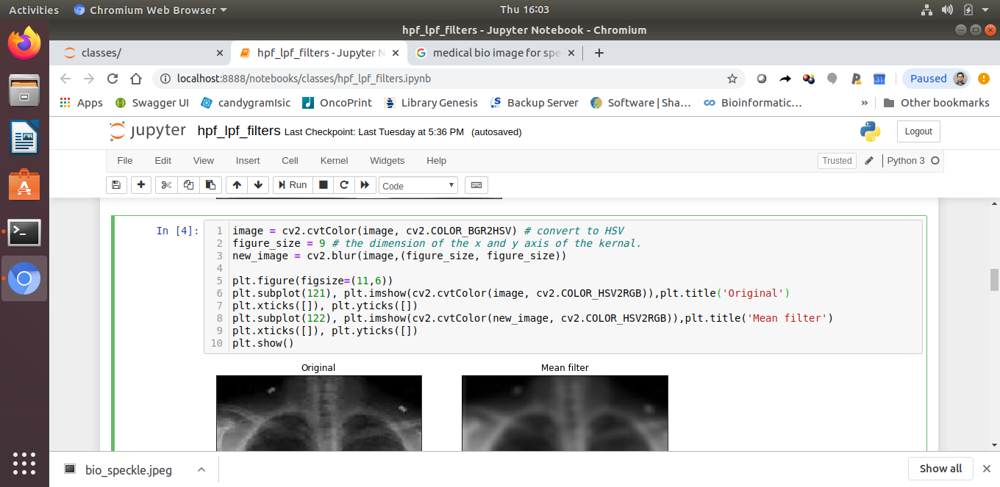 Activities Chromium Web Browser Thu 16:03
hpf_lpf_filters - Jupyter Notebook - Chromium
classes/ hpf_lpf_filters - Jupyter N medical bio image for spe
localhost:8888/notebooks/classes/hpf_lpf_filters.ipynb 31 Paused
Apps Swagger UI candygramIsic OncoPrint Library Genesis Backup Server Software | Sha... Bioinformatic... » Other bookmarks
jupyter hpf_lpf_filters Last Checkpoint: Last Tuesday at 5:36 PM (autosaved) Logout
File Edit View Insert Cell Kernel Widgets Help Trusted Python 3
Run Code
In [4]: 1 image = cv2.cvtColor(image, cv2.COLOR_BGR2HSV) # convert to HSV
2 figure_size = 9 # the dimension of the x and y axis of the kernal.
3 new_image = cv2.blur(image,(figure_size, figure_size))
4
5 plt.figure(figsize=(11,6))
6 plt.subplot(121), plt.imshow(cv2.cvtColor(image, cv2.COLOR_HSV2RGB)),plt.title('Original')
7 plt.xticks([]), plt.yticks([])
8 plt.subplot(122), plt.imshow(cv2.cvtColor(new_image, cv2.COLOR_HSV2RGB)),plt.title('Mean filter')
9 plt.xticks([]), plt.yticks([])
10 plt.show()
Original Mean filter
bio_speckle.jpeg Show all